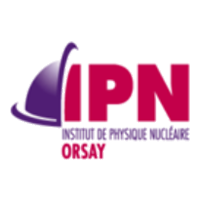 IPN
INSTITUT DE PHYSIQUE NUCLÉAIRE
ORSAY